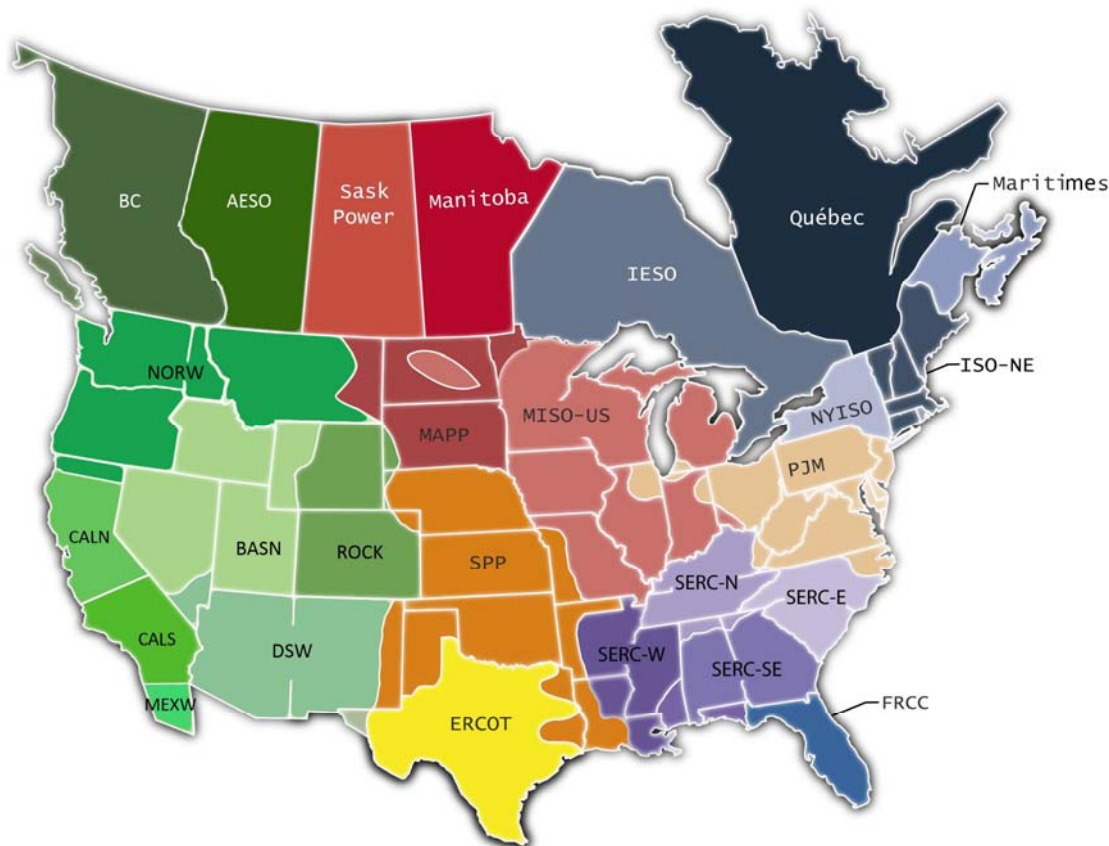 Maritimes
BC
AESO
Sask
Power
Manitoba
Québec
IESO
NORW
ISO-NE
MISO-US
NYISO
MAPP
PJM
CALN
BASN
ROCK
SPP
SERC-N
SERC-E
CALS
DSW
SERC-W
SERC-SE
MEXW
FRCC
ERCOT